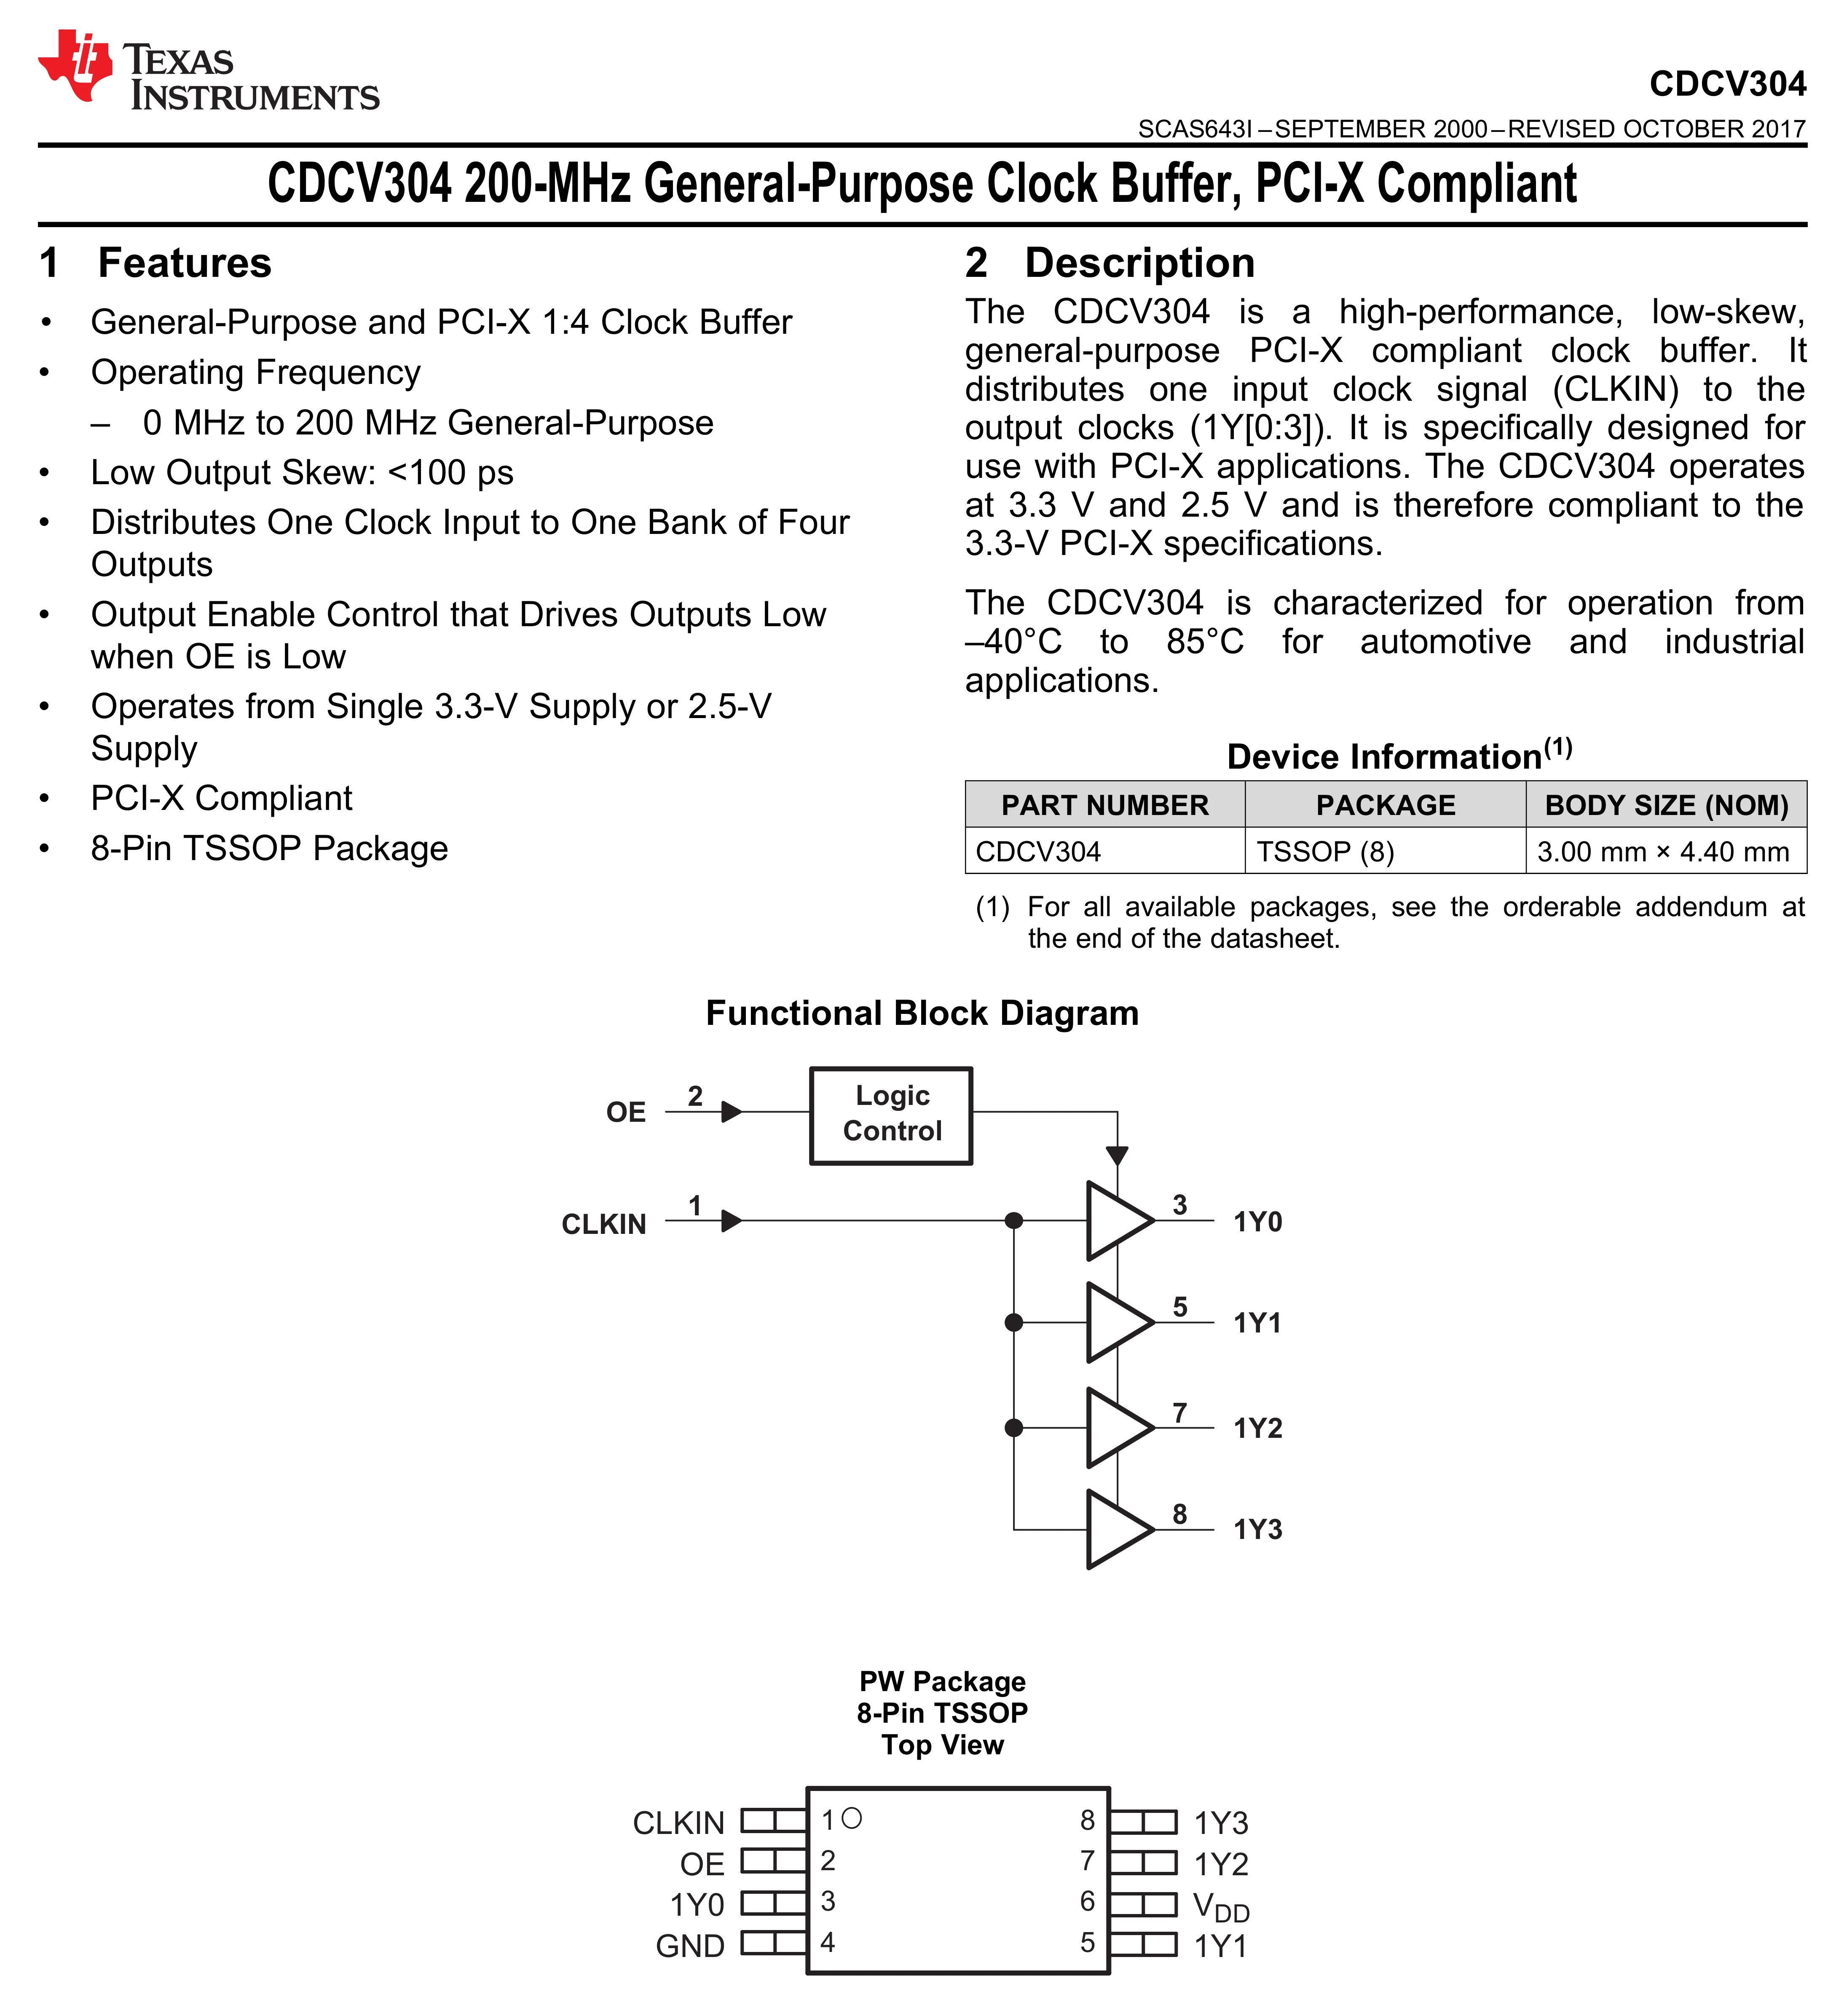 TEXAS
INSTRUMENTS
CDCV304
SCAS643I – SEPTEMBER 2000 – REVISED OCTOBER 2017
CDCV304 200-MHz General-Purpose Clock Buffer, PCI-X Compliant
1 Features
• General-Purpose and PCI-X 1:4 Clock Buffer
• Operating Frequency
– 0 MHz to 200 MHz General-Purpose
• Low Output Skew: <100 ps
• Distributes One Clock Input to One Bank of Four
Outputs
• Output Enable Control that Drives Outputs Low
when OE is Low
• Operates from Single 3.3-V Supply or 2.5-V
Supply
• PCI-X Compliant
• 8-Pin TSSOP Package
2 Description
The CDCV304 is a high-performance, low-skew,
general-purpose PCI-X compliant clock buffer. It
distributes one input clock signal (CLKIN) to the
output clocks (1Y[0:3]). It is specifically designed for
use with PCI-X applications. The CDCV304 operates
at 3.3 V and 2.5 V and is therefore compliant to the
3.3-V PCI-X specifications.
The CDCV304 is characterized for operation from
–40°C to 85°C for automotive and industrial
applications.
Device Information(1)
PART NUMBER PACKAGE BODY SIZE (NOM)
CDCV304 TSSOP (8) 3.00 mm × 4.40 mm
(1) For all available packages, see the orderable addendum at
the end of the datasheet.
Functional Block Diagram
OE 2 Logic
Control
CLKIN 1
3 1Y0
5 1Y1
7 1Y2
8 1Y3
PW Package
8-Pin TSSOP
Top View
CLKIN 1 8 1Y3
OE 2 7 1Y2
1Y0 3 6 VDD
GND 4 5 1Y1